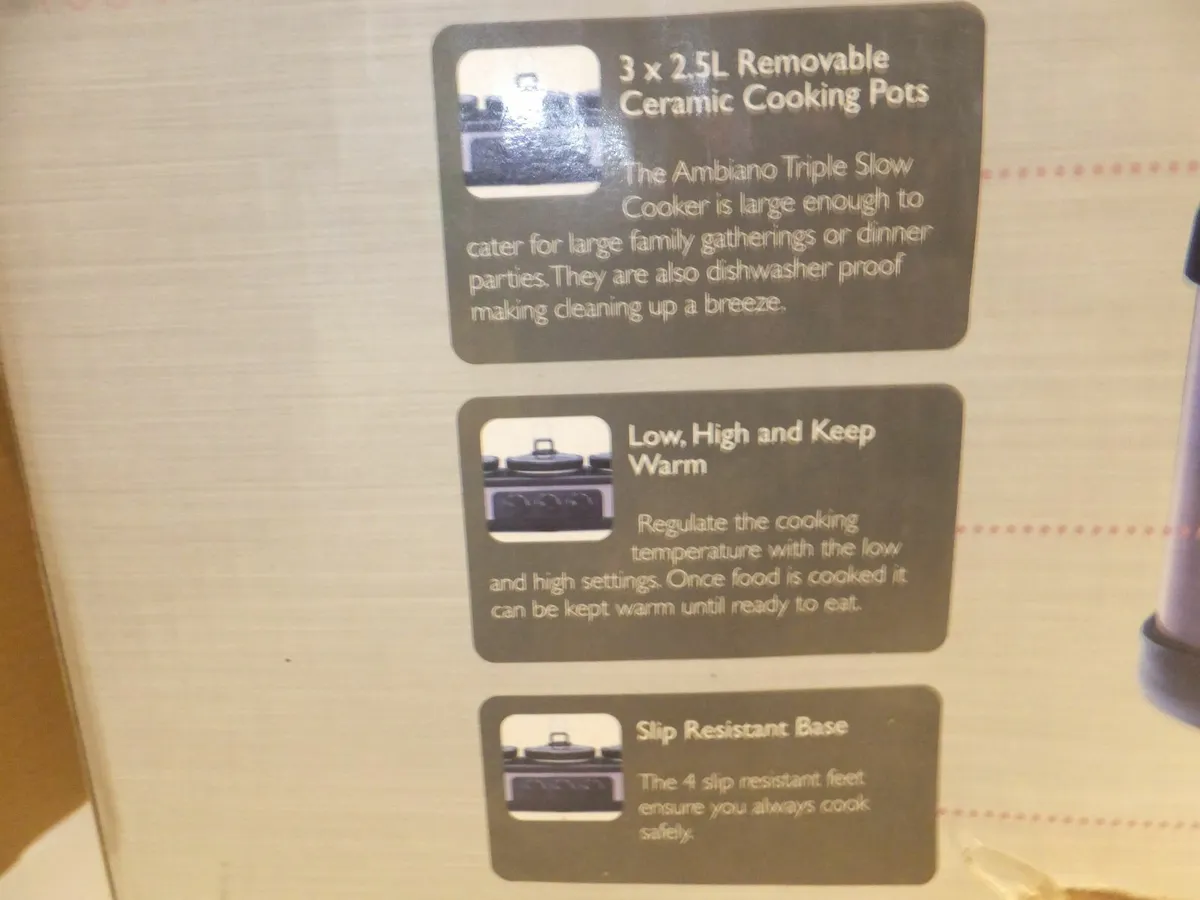 3 x 2.5L Removable
Ceramic Cooking Pots
The Ambiano Triple Slow
Cooker is large enough to
cater for large family gatherings or dinner
parties. They are also dishwasher proof
making cleaning up a breeze.
Low, High and Keep
Warm
Regulate the cooking
temperature with the low
and high settings. Once food is cooked it
can be kept warm until ready to eat.
Slip Resistant Base
The 4 slip resistant feet
ensure you always cook
safely.